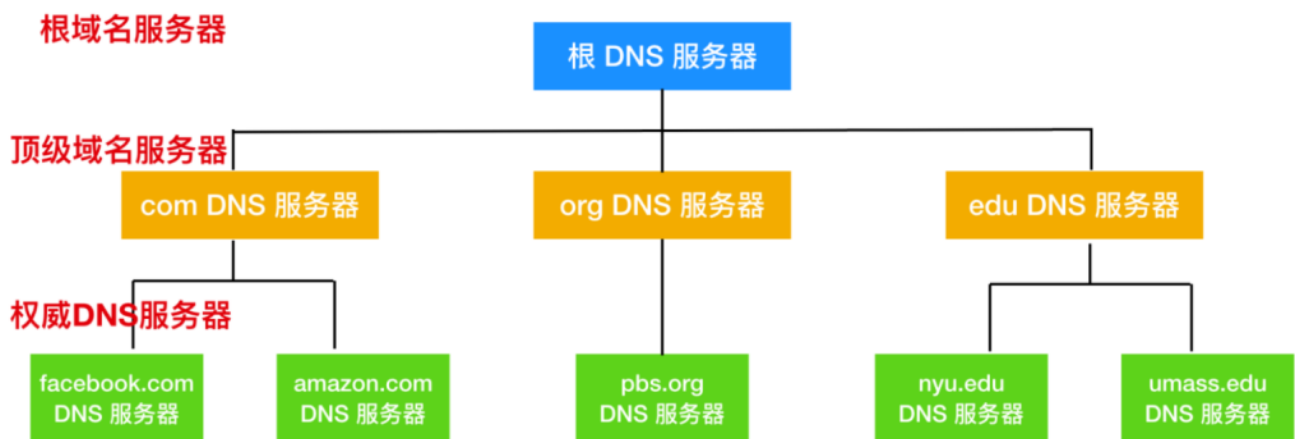 根域名服务器
根 DNS 服务器
顶级域名服务器
com DNS 服务器
org DNS 服务器
edu DNS 服务器
权威DNS服务器
facebook.com
DNS 服务器
amazon.com
DNS 服务器
pbs.org
DNS 服务器
nyu.edu
DNS 服务器
umass.edu
DNS 服务器